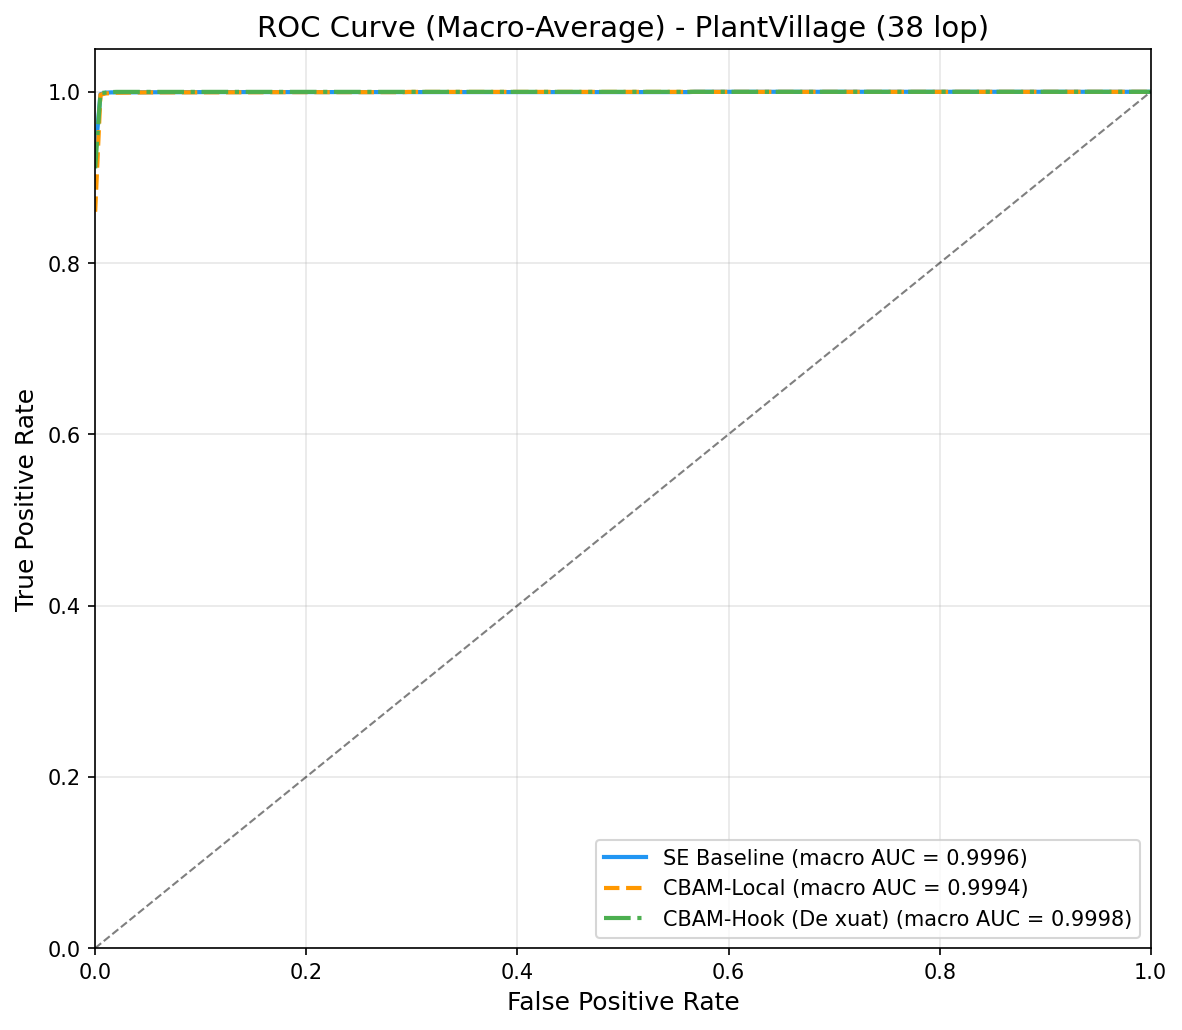 ROC Curve (Macro-Average) - PlantVillage (38 lop)
True Positive Rate
1.0
0.8
0.6
0.4
0.2
0.0
0.0 0.2 0.4 0.6 0.8 1.0
False Positive Rate
SE Baseline (macro AUC = 0.9996)
CBAM-Local (macro AUC = 0.9994)
CBAM-Hook (De xuat) (macro AUC = 0.9998)